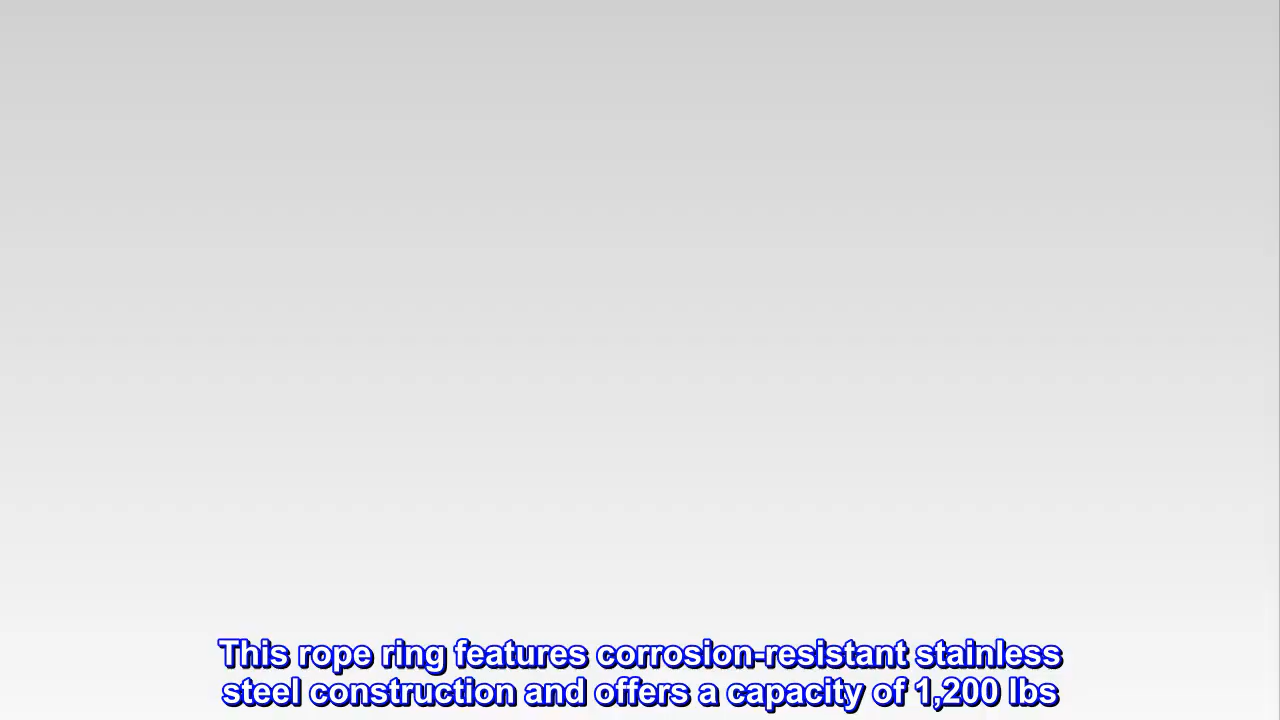 This rope ring features corrosion-resistant stainless
steel construction and offers a capacity of 1,200 lbs